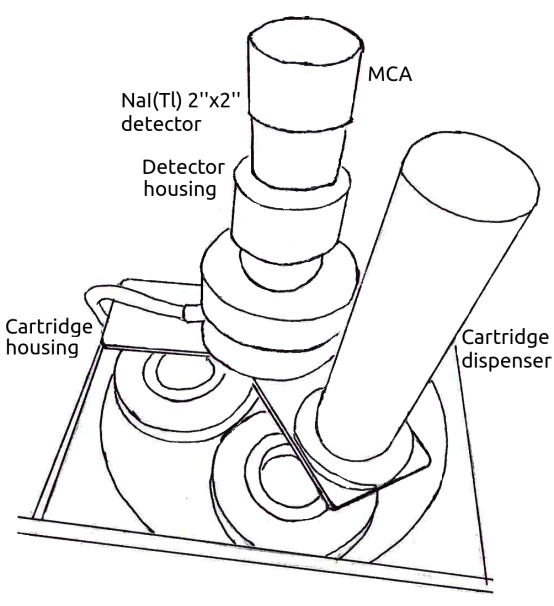 MCA
NaI(Tl) 2"x2"
detector
Detector
housing
Cartridge
housing
Cartridge
dispenser